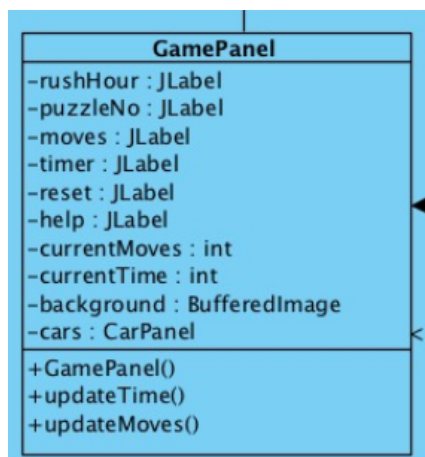 GamePanel
-rushHour : JLabel
-puzzleNo : JLabel
-moves : JLabel
-timer : JLabel
-reset : JLabel
-help : JLabel
-currentMoves : int
-currentTime : int
-background : BufferedImage
-cars : CarPanel
+GamePanel()
+updateTime()
+updateMoves()